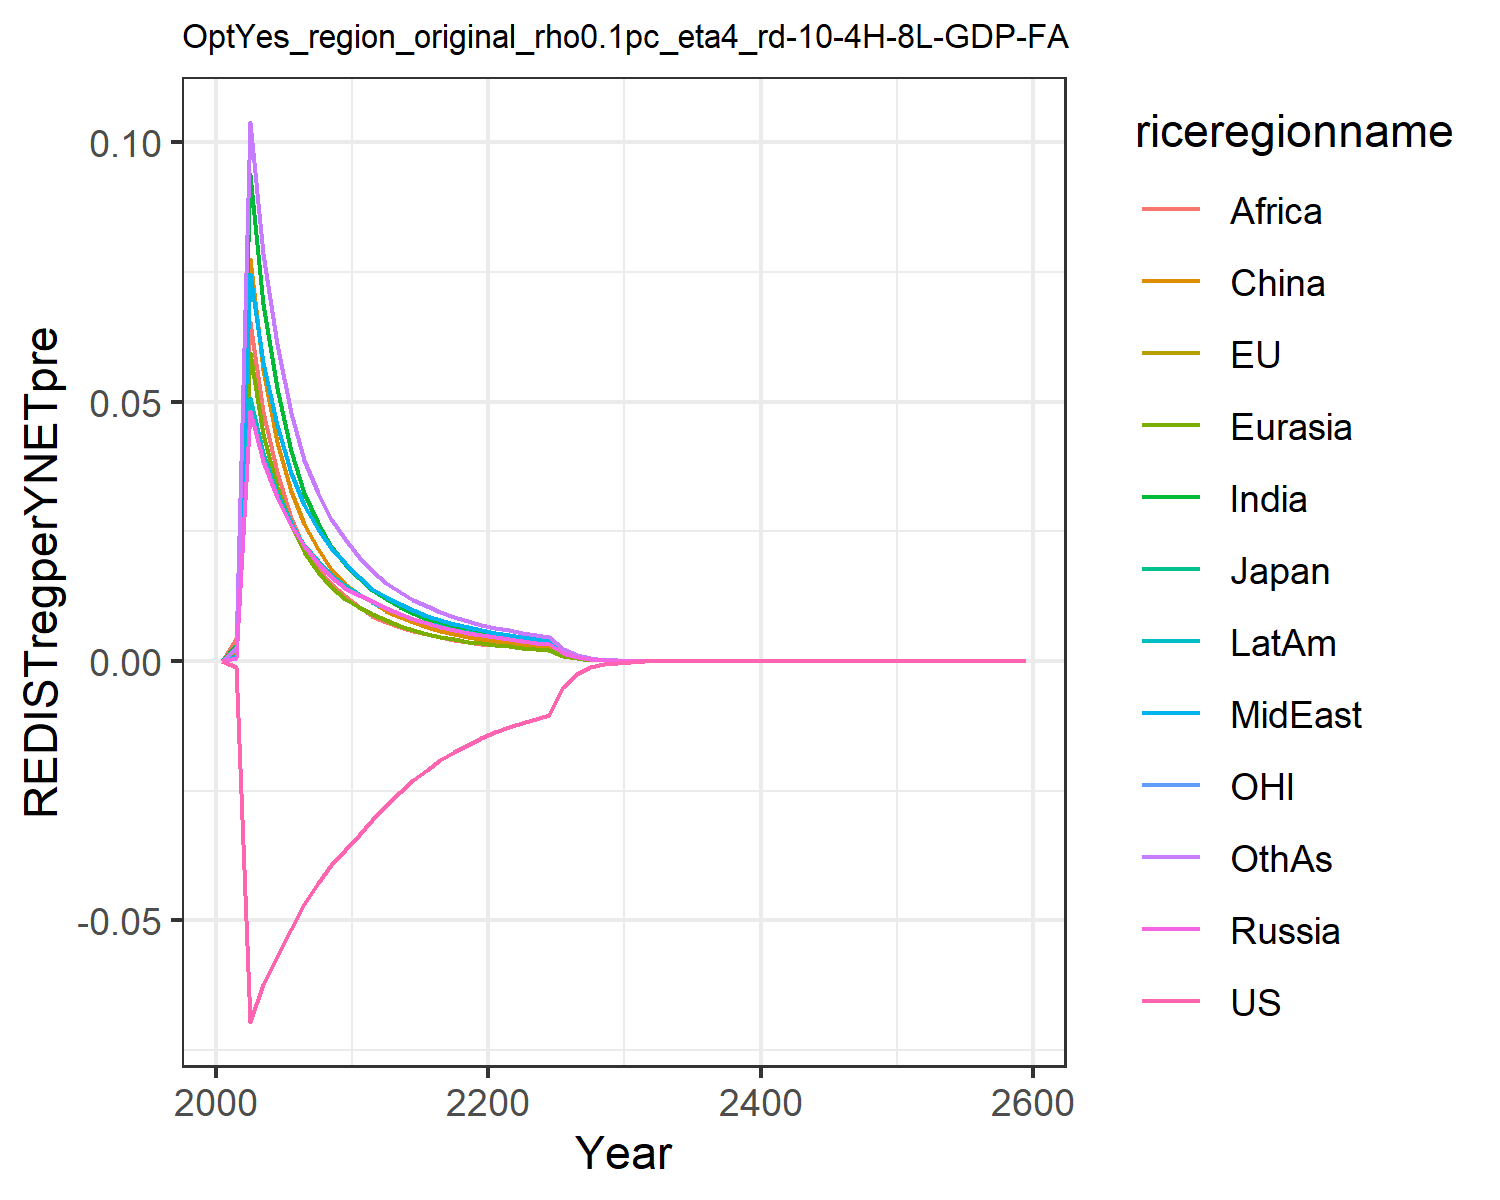 OptYes_region_original_rho0.1pc_eta4_rd-10-4H-8L-GDP-FA
REDISTregperYNETpre
0.10
0.05
0.00
-0.05
2000
2200
2400
2600
Year
riceregionname
Africa
China
EU
Eurasia
India
Japan
LatAm
MidEast
OHI
OthAs
Russia
US